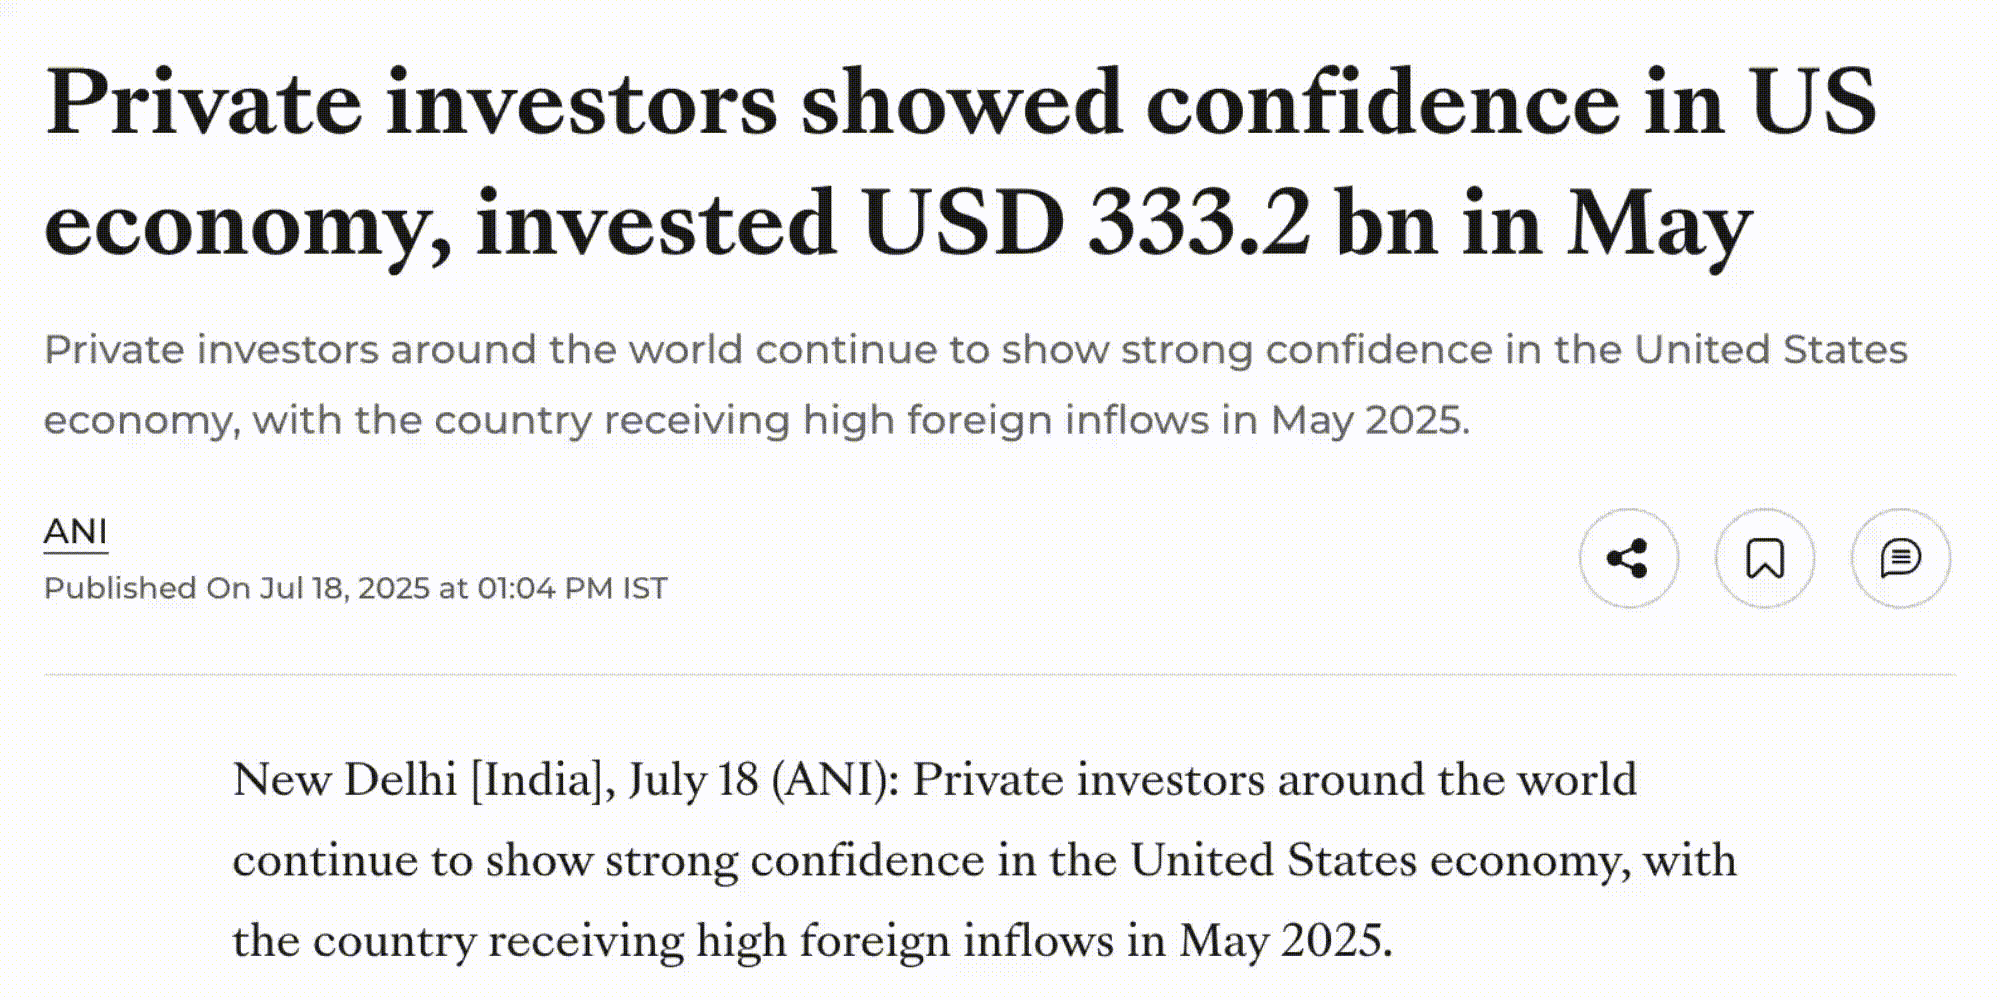 Private investors showed confidence in US
economy, invested USD 333.2 bn in May
Private investors around the world continue to show strong confidence in the United States
economy, with the country receiving high foreign inflows in May 2025.
ANI
Published On Jul 18, 2025 at 01:04 PM IST
New Delhi [India], July 18 (ANI): Private investors around the world
continue to show strong confidence in the United States economy, with
the country receiving high foreign inflows in May 2025.